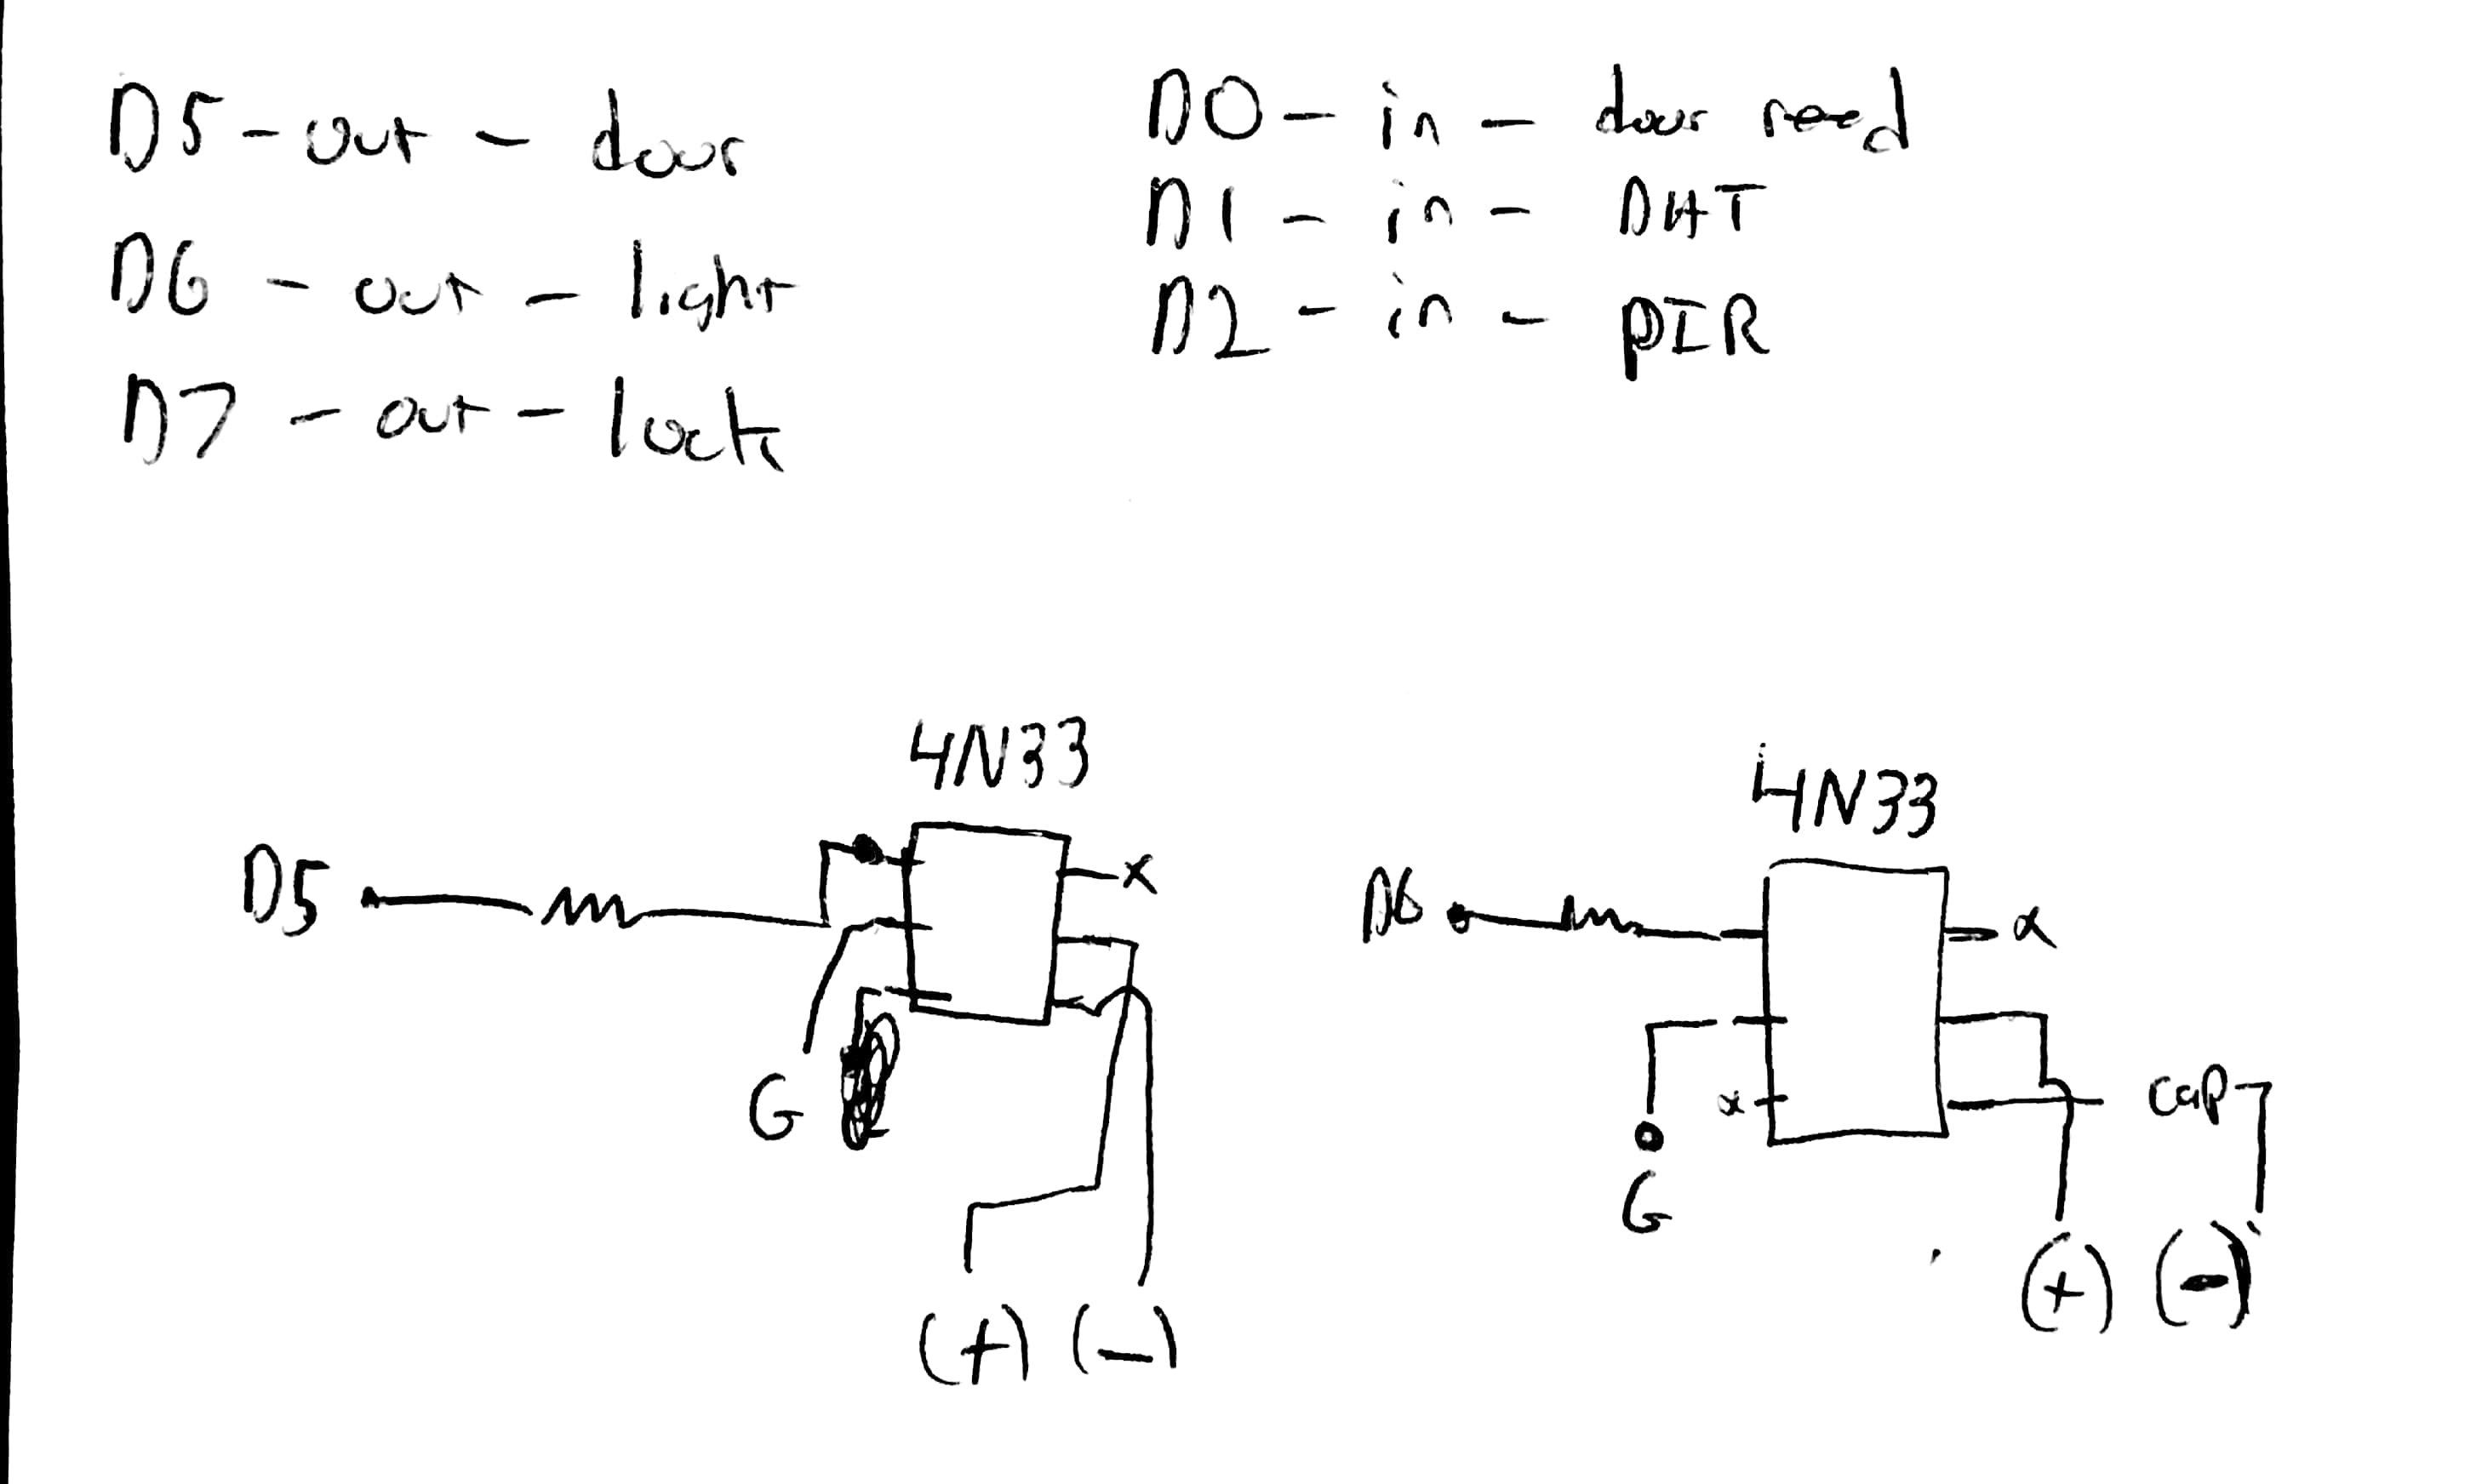 D5 - out - door
D6 - out - light
D7 - out - lock
D0 - in - door reed
D1 - in - DHT
D2 - in - PIR
4N33
D5
x
G
(+) (-)
4N33
D6
x
x
G
cap
(+) (-)